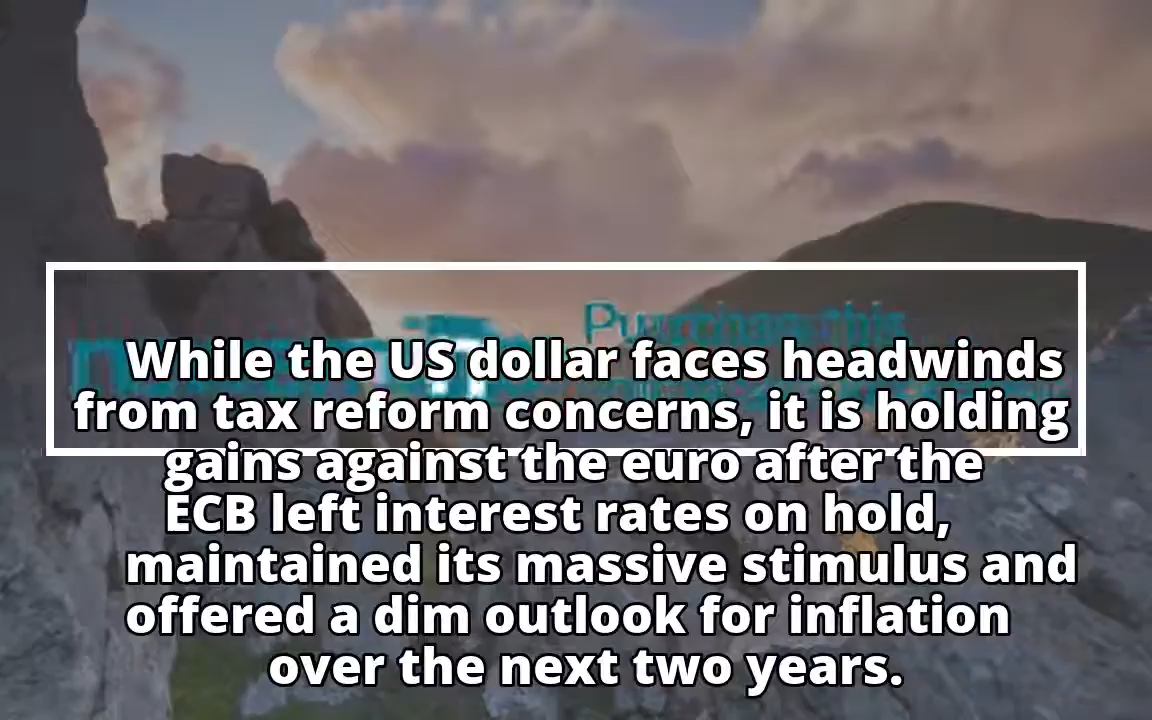 Purchase this
While the US dollar faces headwinds
from tax reform concerns, it is holding
gains against the euro after the
ECB left interest rates on hold,
maintained its massive stimulus and
offered a dim outlook for inflation
over the next two years.